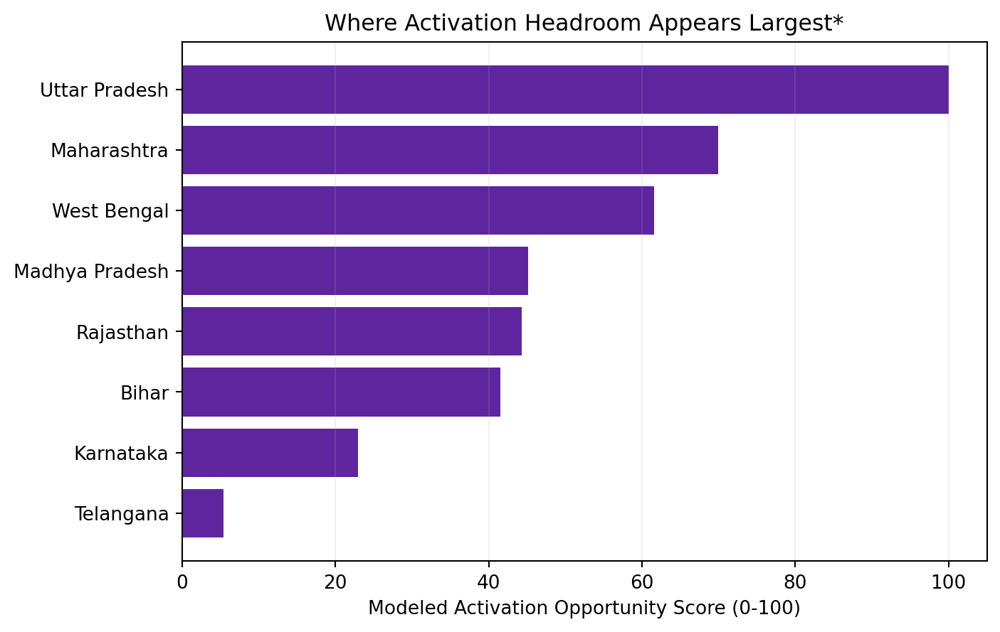 Where Activation Headroom Appears Largest*
Uttar Pradesh
Maharashtra
West Bengal
Madhya Pradesh
Rajasthan
Bihar
Karnataka
Telangana
0 20 40 60 80 100
Modeled Activation Opportunity Score (0-100)